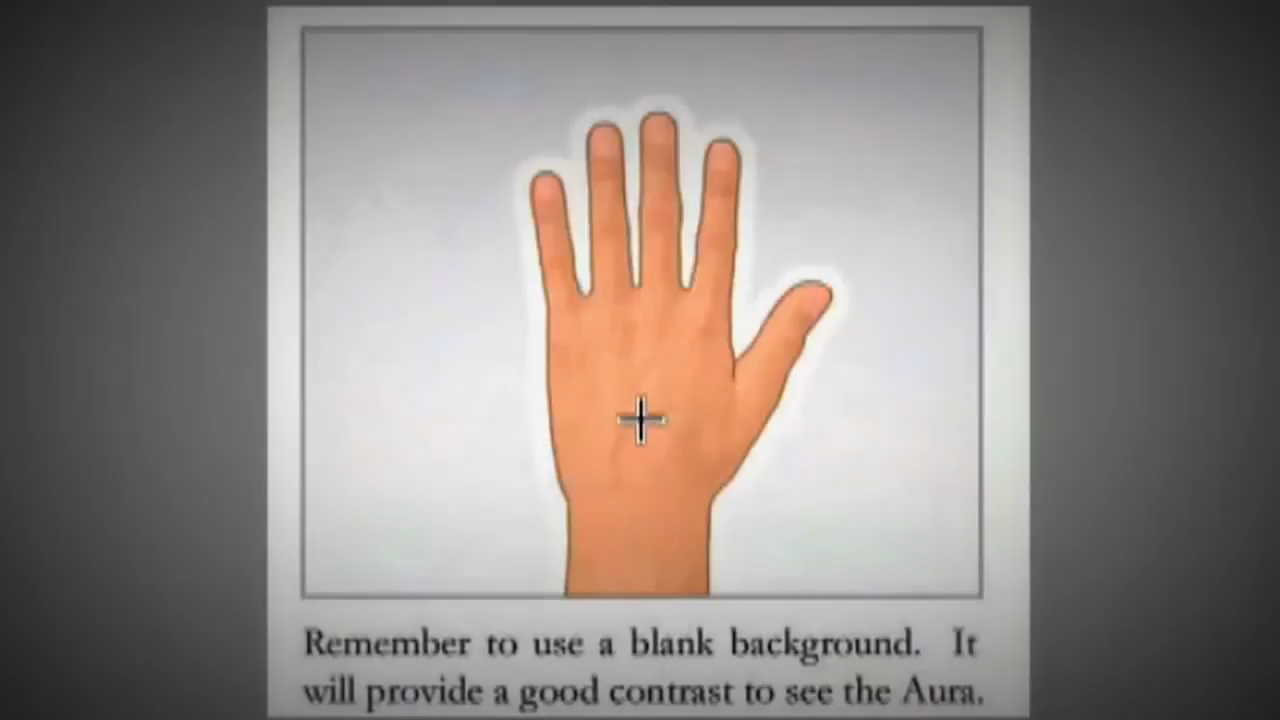 Remember to use a blank background. It
will provide a good contrast to see the Aura.